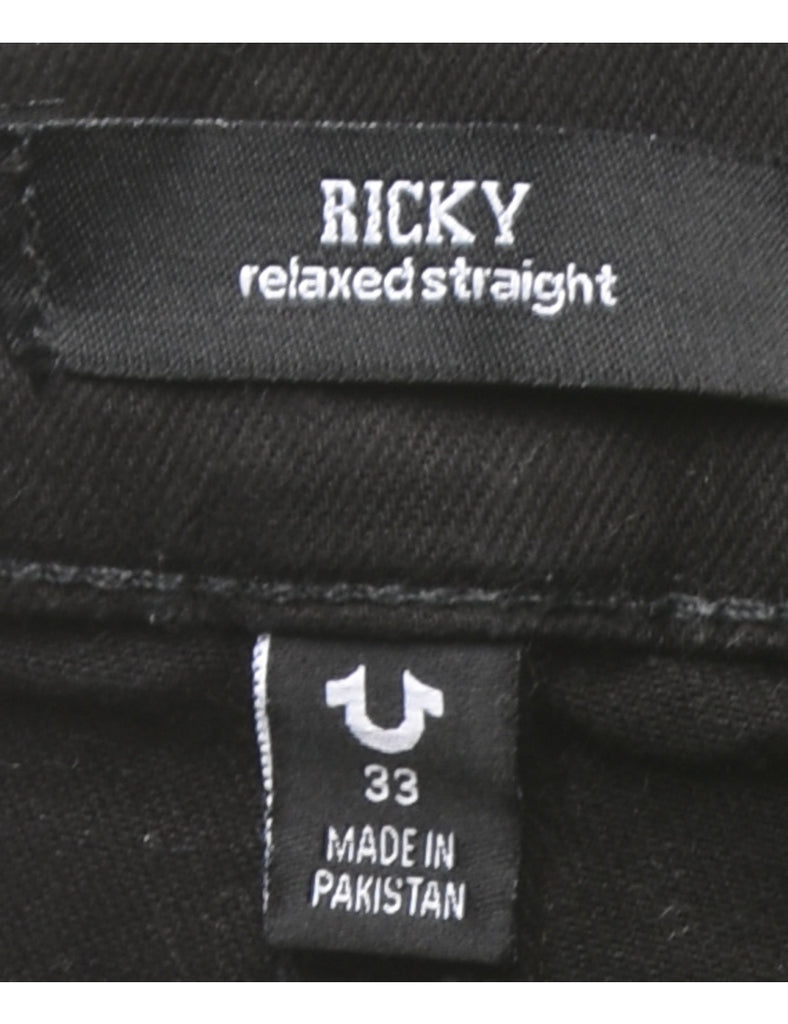 RICKY
relaxed straight
33
MADE IN
PAKISTAN